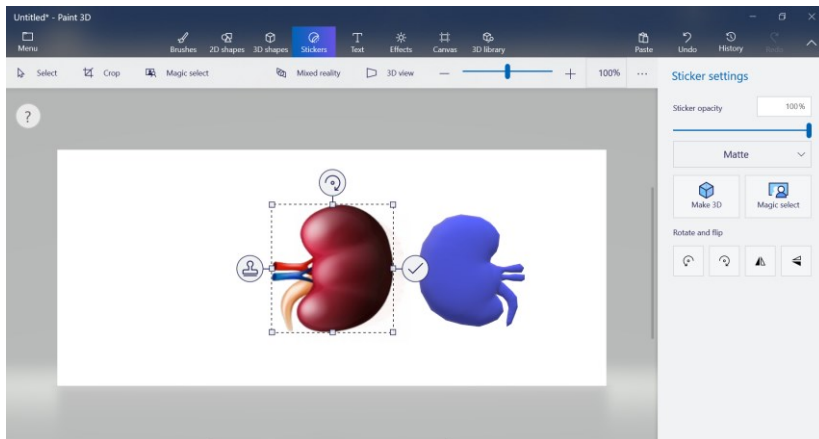 Untitled* - Paint 3D
Menu
Brushes 2D shapes 3D shapes Stickers Text Effects Canvas 3D library Paste Undo History Redo
Select Crop Magic select Mixed reality 3D view 100% ...
Sticker settings
?
Sticker opacity 100%
Matte
Make 3D Magic select
Rotate and flip